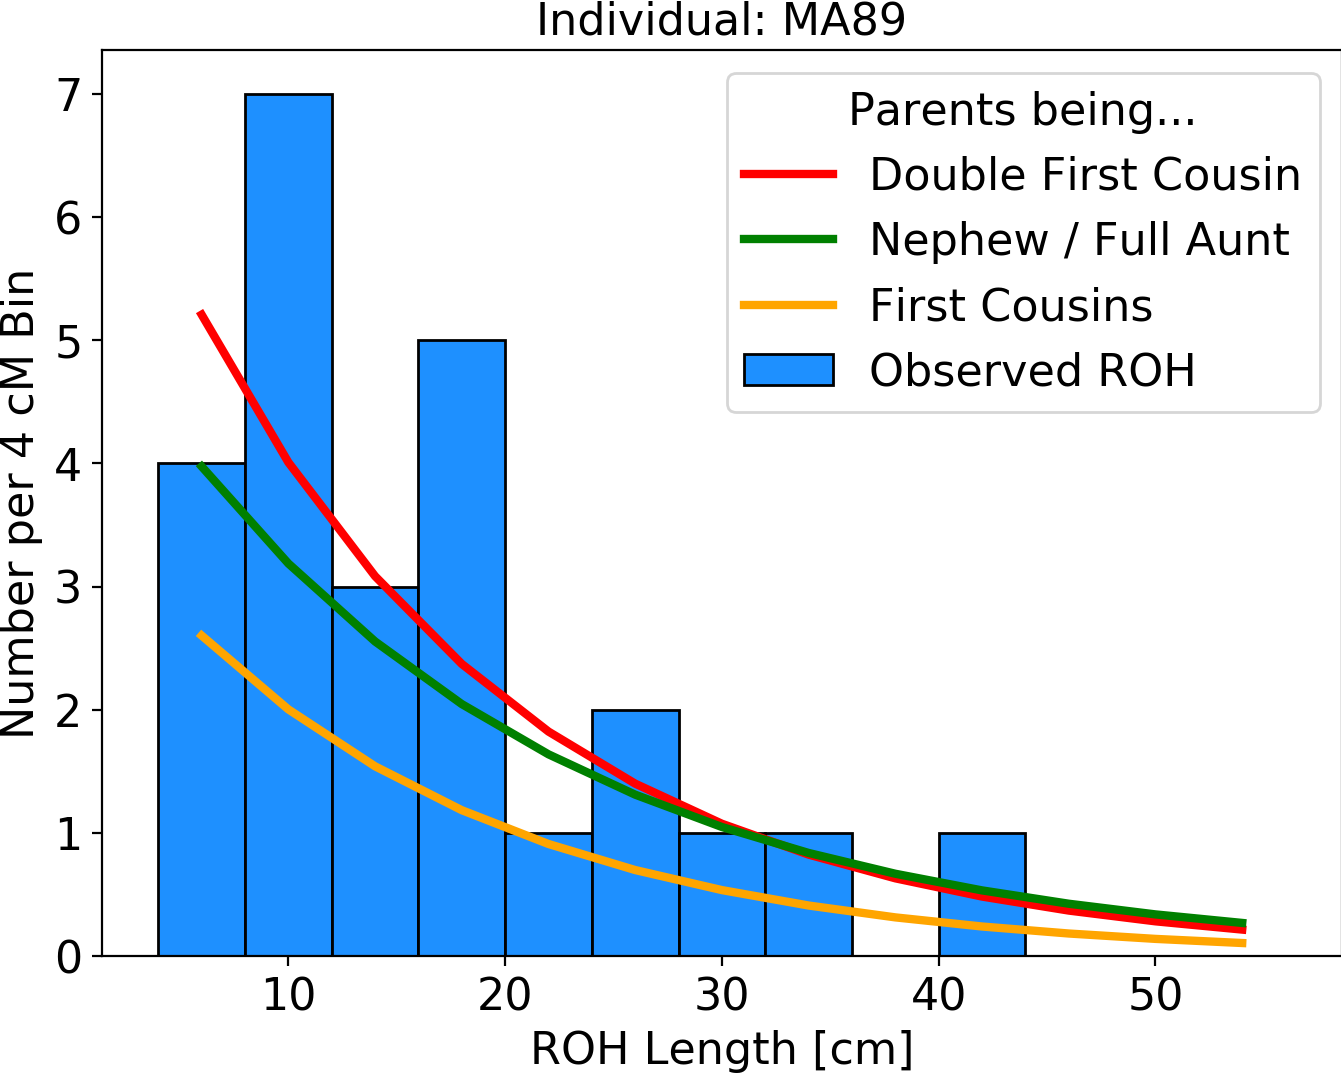 Individual: MA89
Number per 4 cM Bin
7
6
5
4
3
2
1
0
Parents being...
Double First Cousin
Nephew / Full Aunt
First Cousins
Observed ROH
10 20 30 40 50
ROH Length [cm]